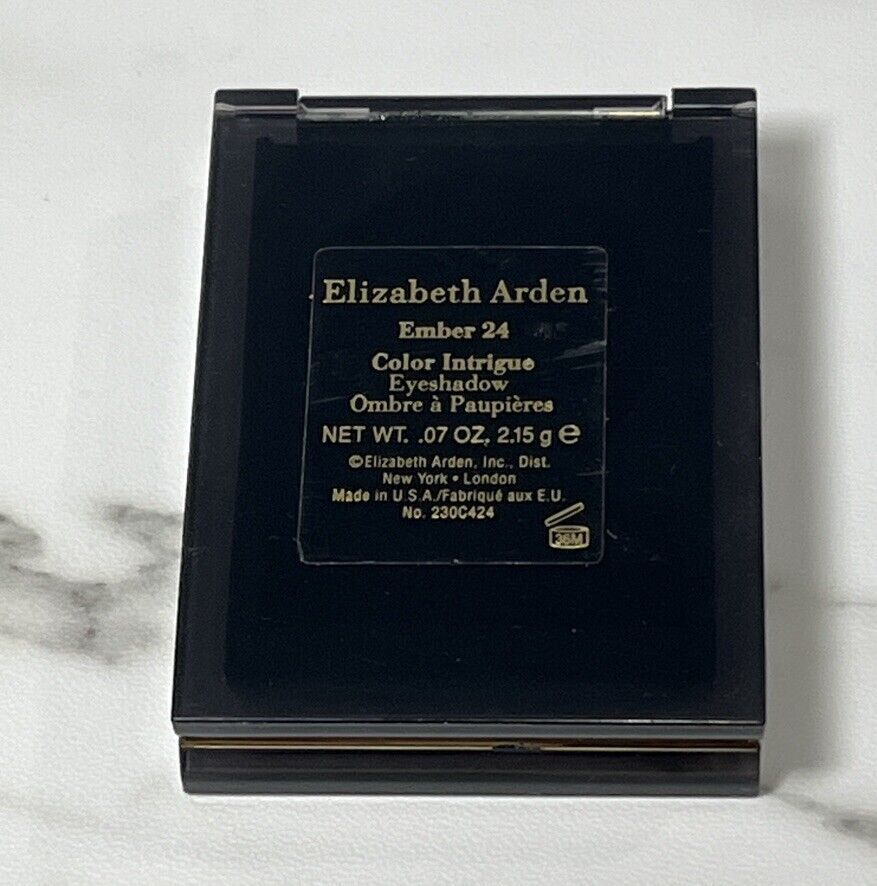 Elizabeth Arden
Ember 24
Color Intrigue
Eyeshadow
Ombre à Paupières
NET WT. .07 OZ. 2.15 g e
©Elizabeth Arden, Inc., Dist.
New York • London
Made in U.S.A./Fabriqué aux E.U.
No. 230C424
36M